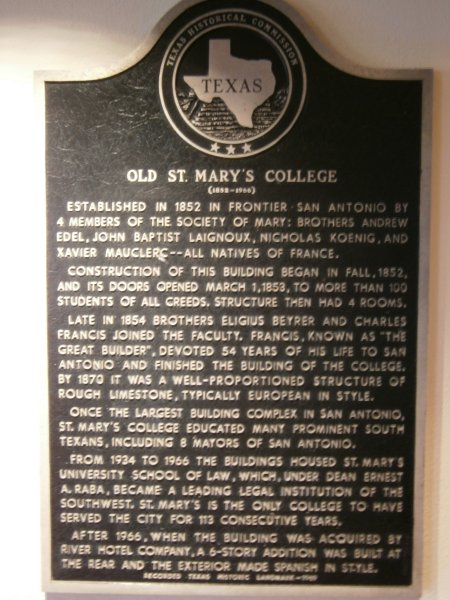 TEXAS HISTORICAL COMMISSION
TEXAS
OLD ST. MARY'S COLLEGE
(1852-1966)
ESTABLISHED IN 1852 IN FRONTIER SAN ANTONIO BY
4 MEMBERS OF THE SOCIETY OF MARY: BROTHERS ANDREW
EDEL, JOHN BAPTIST LAIGNOUX, NICHOLAS KOENIG, AND
XAVIER MAUCLERC--ALL NATIVES OF FRANCE.
CONSTRUCTION OF THIS BUILDING BEGAN IN FALL, 1852,
AND ITS DOORS OPENED MARCH 1, 1853, TO MORE THAN 100
STUDENTS OF ALL CREEDS. STRUCTURE THEN HAD 4 ROOMS.
LATE IN 1854 BROTHERS ELIGIUS BEYRER AND CHARLES
FRANCIS JOINED THE FACULTY. FRANCIS, KNOWN AS "THE
GREAT BUILDER", DEVOTED 54 YEARS OF HIS LIFE TO SAN
ANTONIO AND FINISHED THE BUILDING OF THE COLLEGE.
BY 1870 IT WAS A WELL-PROPORTIONED STRUCTURE OF
ROUGH LIMESTONE, TYPICALLY EUROPEAN IN STYLE.
ONCE THE LARGEST BUILDING COMPLEX IN SAN ANTONIO,
ST. MARY'S COLLEGE EDUCATED MANY PROMINENT SOUTH
TEXANS, INCLUDING 8 MAYORS OF SAN ANTONIO.
FROM 1934 TO 1966 THE BUILDINGS HOUSED ST. MARY'S
UNIVERSITY SCHOOL OF LAW, WHICH, UNDER DEAN ERNEST
A. RABA, BECAME A LEADING LEGAL INSTITUTION OF THE
SOUTHWEST. ST. MARY'S IS THE ONLY COLLEGE TO HAVE
SERVED THE CITY FOR 113 CONSECUTIVE YEARS.
AFTER 1966, WHEN THE BUILDING WAS ACQUIRED BY
RIVER HOTEL COMPANY, A 6-STORY ADDITION WAS BUILT AT
THE REAR AND THE EXTERIOR MADE SPANISH IN STYLE.
RECORDED TEXAS HISTORIC LANDMARK-